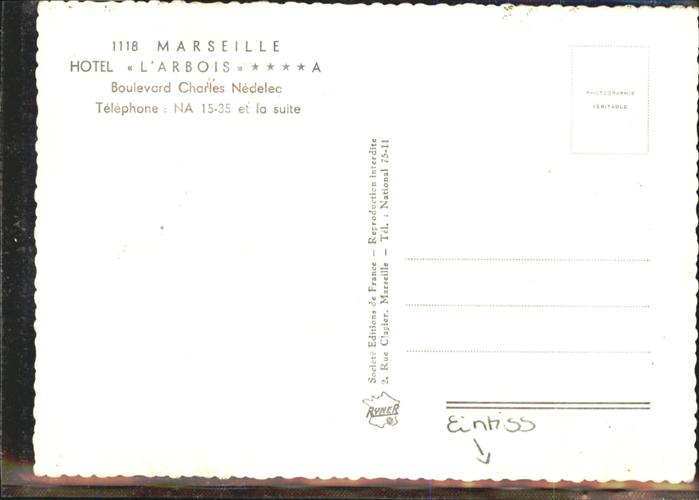 1118 MARSEILLE
HOTEL « L'ARBOIS » ★★★★ A
Boulevard Charles Nédelec
Téléphone : NA 15-35 et la suite
PHOTOGRAPHIE
VÉRITABLE
Société Editions de France — Reproduction interdite
2, Rue Clapier, Marseille — Tél. : National 75-11
RYNER
Einriss